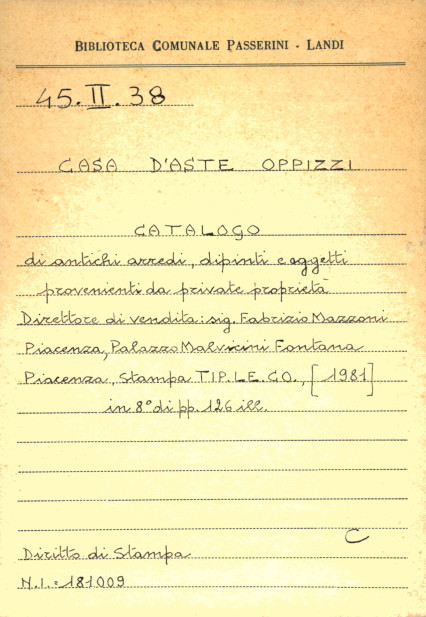 BIBLIOTECA COMUNALE PASSERINI - LANDI
45.II.38
CASA D'ASTE OPPIZZI
CATALOGO
di antichi arredi, dipinti e oggetti
provenienti da private proprietà
Direttore di vendita: sig. Fabrizio Mazzoni
Piacenza, Palazzo Malvicini Fontana
Piacenza, Stampa TIP.LE.CO., [1981]
in 8° di pp. 126 ill.
C
Diritto di Stampa
N.I. = 181009